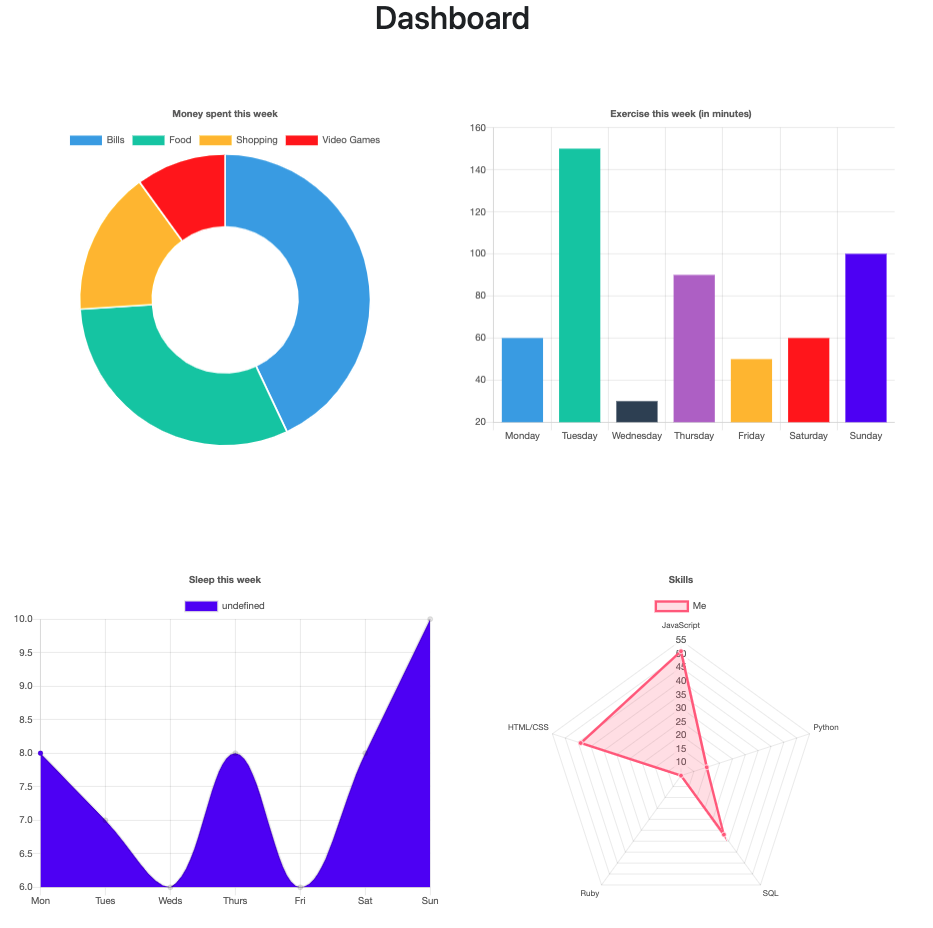 Dashboard
Money spent this week
Bills Food Shopping Video Games
Exercise this week (in minutes)
160
140
120
100
80
60
40
20
Monday Tuesday Wednesday Thursday Friday Saturday Sunday
Sleep this week
undefined
10.0
9.5
9.0
8.5
8.0
7.5
7.0
6.5
6.0
Mon Tues Weds Thurs Fri Sat Sun
Skills
Me
JavaScript
55
50
45
40
35
30
25
20
15
10
HTML/CSS Python
Ruby SQL